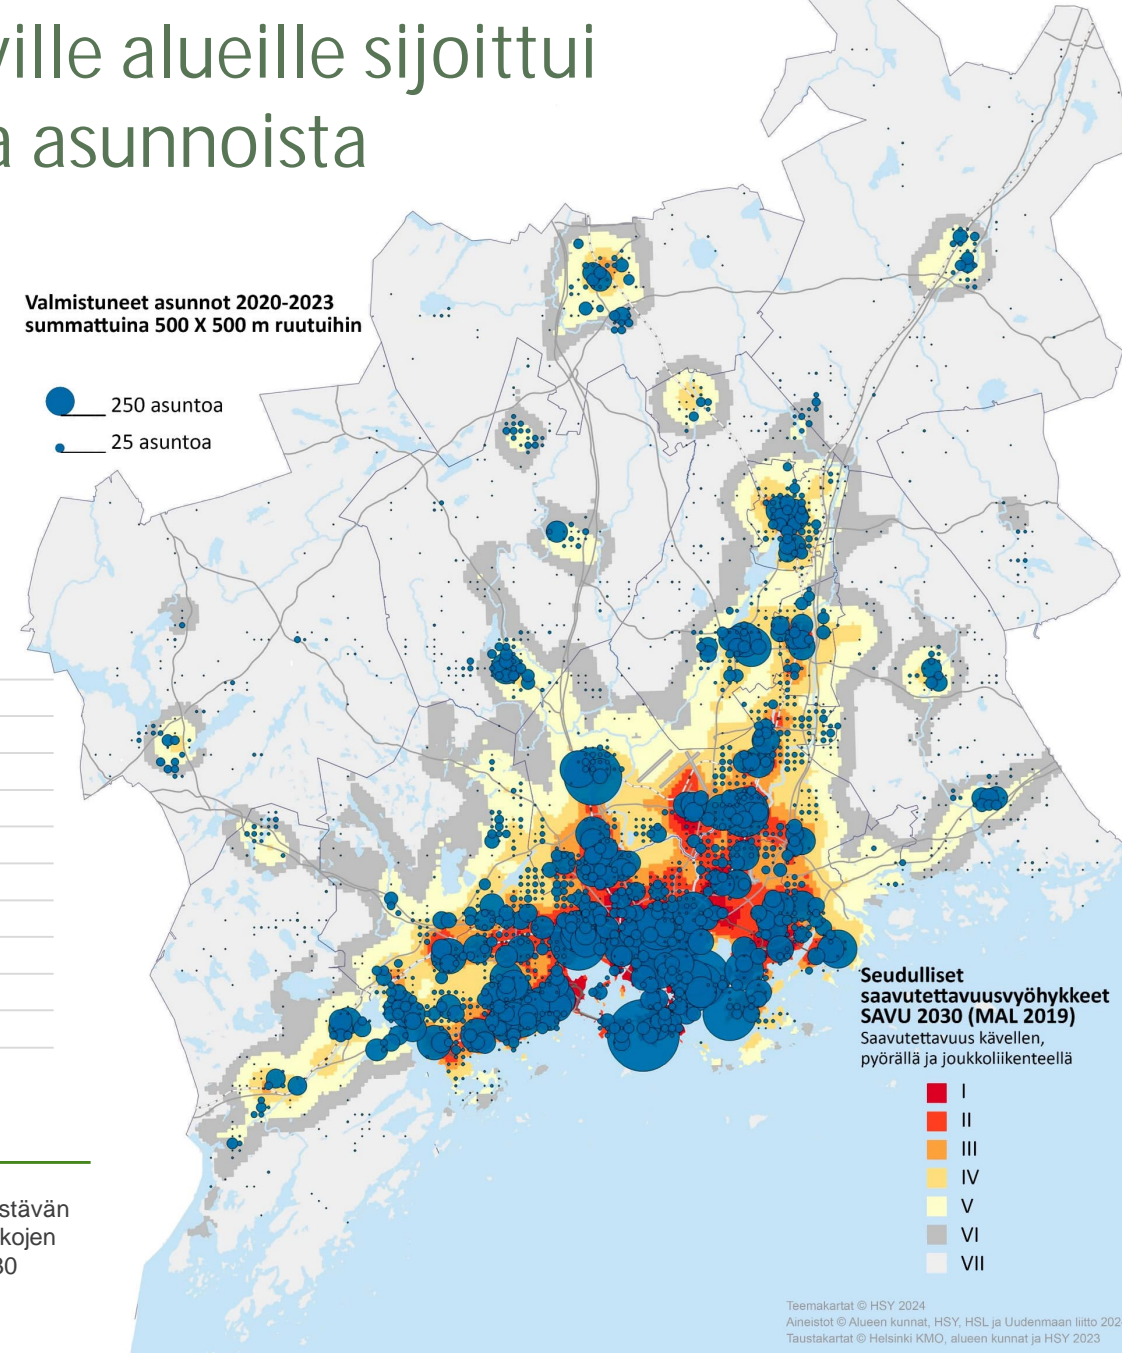 ville alueille sijoittui
a asunnoista
Valmistuneet asunnot 2020-2023
summattuina 500 X 500 m ruutuihin
250 asuntoa
25 asuntoa
Seudulliset
saavutettavuusvyöhykkeet
SAVU 2030 (MAL 2019)
Saavutettavuus kävellen,
pyörällä ja joukkoliikenteellä
I
II
III
IV
V
VI
VII
stävän
kojen
30
Teemakartat © HSY 2024
Aineistot © Alueen kunnat, HSY, HSL ja Uudenmaan liitto 202
Taustakartat © Helsinki KMO, alueen kunnat ja HSY 2023